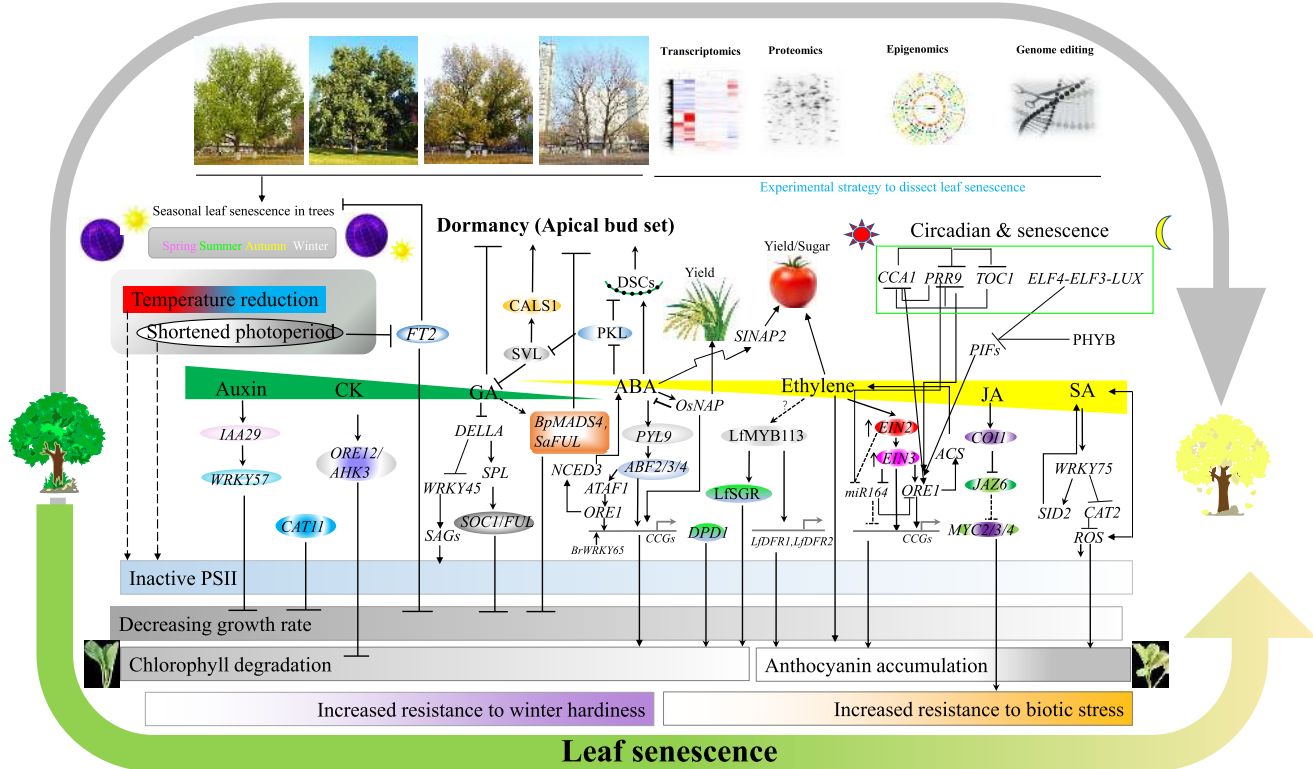 Transcriptomics
Proteomics
Epigenomics
Genome editing
Experimental strategy to dissect leaf senescence
Seasonal leaf senescence in trees
Spring Summer Autumn Winter
Dormancy (Apical bud set)
Yield/Sugar
Circadian & senescence
Temperature reduction
Shortened photoperiod
FT2
CALS1
SVL
DSCs
PKL
Yield
SlNAP2
CCA1
PRR9
TOC1
ELF4-ELF3-LUX
PIFs
PHYB
Auxin
CK
GA
ABA
Ethylene
JA
SA
IAA29
WRKY57
ORE12/
AHK3
CAT11
DELLA
WRKY45
SPL
SAGs
SOC1/FUL
BpMADS4,
SaFUL
OsNAP
PYL9
NCED3
ABF2/3/4
ATAF1
ORE1
BrWRKY65
CCGs
DPD1
?
LfMYB113
LfSGR
LfDFR1,LfDFR2
EIN2
EIN3
miR164
ORE1
ACS
CCGs
COI1
JAZ6
MYC2/3/4
WRKY75
SID2
CAT2
ROS
Inactive PSII
Decreasing growth rate
Chlorophyll degradation
Anthocyanin accumulation
Increased resistance to winter hardiness
Increased resistance to biotic stress
Leaf senescence